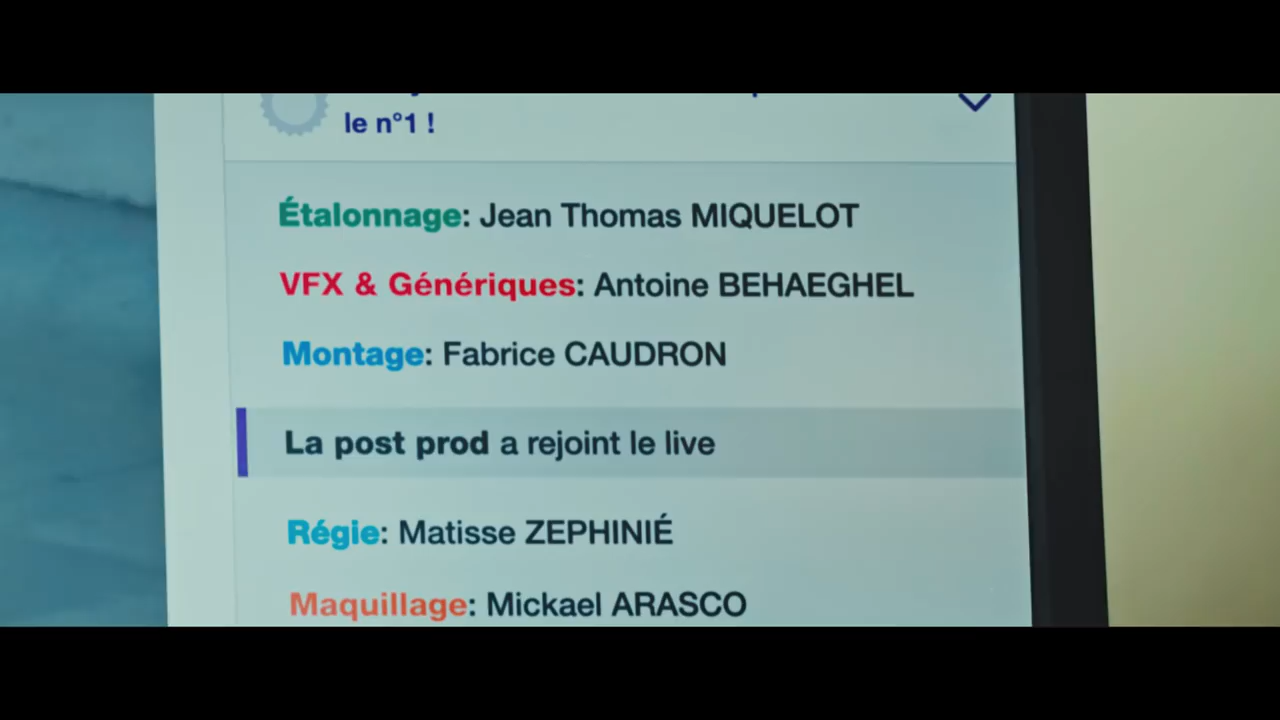 le n°1 !
Étalonnage: Jean Thomas MIQUELOT
VFX & Génériques: Antoine BEHAEGHEL
Montage: Fabrice CAUDRON
La post prod a rejoint le live
Régie: Matisse ZEPHINIÉ
Maquillage: Mickael ARASCO